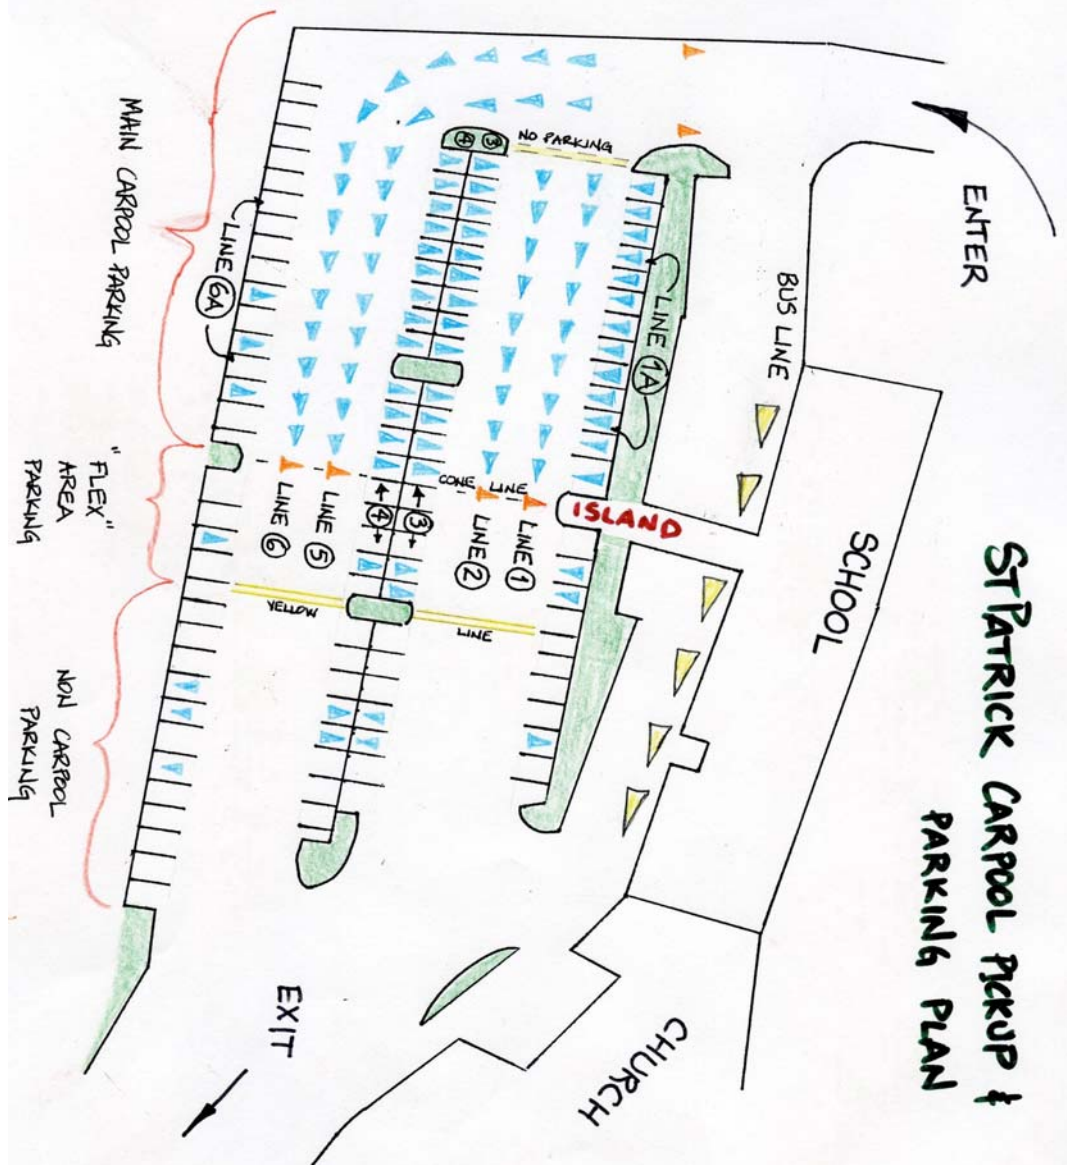 ST PATRICK CARPOOL PICKUP &
PARKING PLAN
ENTER
BUS LINE
SCHOOL
CHURCH
EXIT
ISLAND
NO PARKING
3
4
LINE 1A
LINE 6A
CONE LINE
LINE 1
LINE 2
3
4
LINE 5
LINE 6
YELLOW
LINE
MAIN CARPOOL PARKING
"FLEX"
AREA
PARKING
NON CARPOOL
PARKING